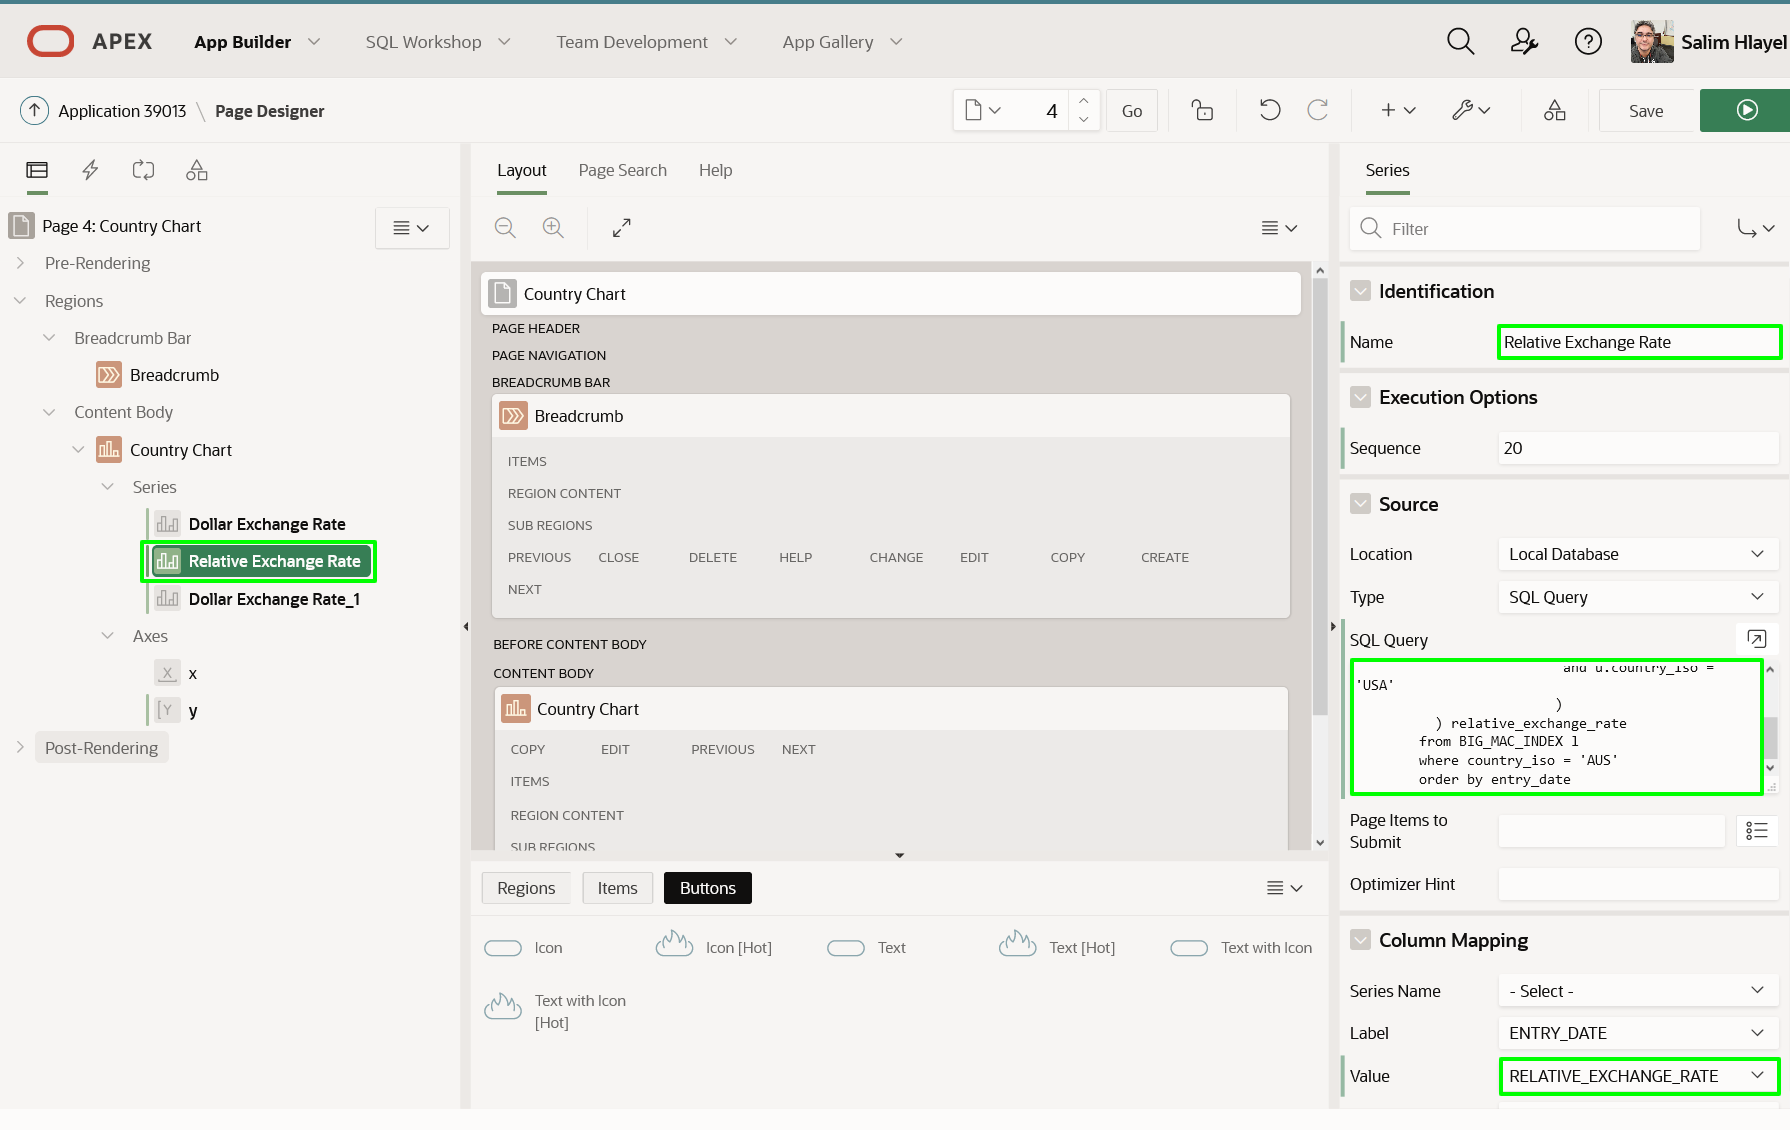 APEX App Builder SQL Workshop Team Development App Gallery Salim Hlayel
Application 39013 \ Page Designer 4 Go Save
Layout Page Search Help
Series
Page 4: Country Chart
Pre-Rendering
Regions
Breadcrumb Bar
Breadcrumb
Content Body
Country Chart
Series
Dollar Exchange Rate
Relative Exchange Rate
Dollar Exchange Rate_1
Axes
x
y
Post-Rendering
Country Chart
PAGE HEADER
PAGE NAVIGATION
BREADCRUMB BAR
Breadcrumb
ITEMS
REGION CONTENT
SUB REGIONS
PREVIOUS CLOSE DELETE HELP CHANGE EDIT COPY CREATE
NEXT
BEFORE CONTENT BODY
CONTENT BODY
Country Chart
COPY EDIT PREVIOUS NEXT
ITEMS
REGION CONTENT
SUB REGIONS
Regions Items Buttons
Icon Icon [Hot] Text Text [Hot] Text with Icon
Text with Icon
[Hot]
Filter
Identification
Name Relative Exchange Rate
Execution Options
Sequence 20
Source
Location Local Database
Type SQL Query
SQL Query
and u.country_iso =
'USA'
)
) relative_exchange_rate
from BIG_MAC_INDEX l
where country_iso = 'AUS'
order by entry_date
Page Items to
Submit
Optimizer Hint
Column Mapping
Series Name - Select -
Label ENTRY_DATE
Value RELATIVE_EXCHANGE_RATE